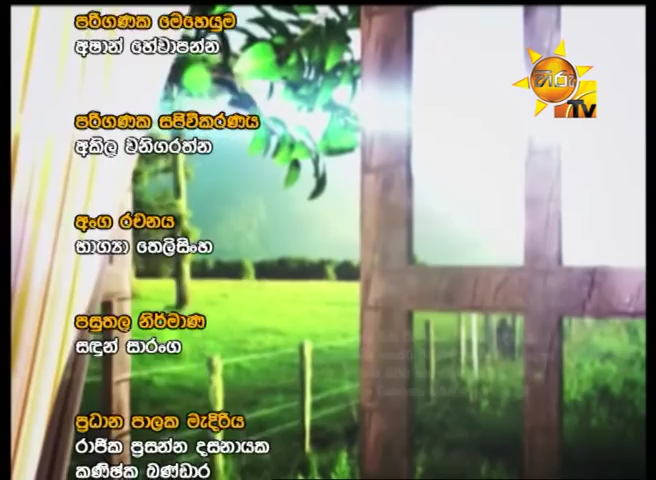 පරිගණක මෙහෙයුම
අෂාන් හේවාපන්න
හිරු
TV
පරිගණක සජීවීකරණය
අකිල වනිගරත්න
අංග රචනය
භාග්‍යා තෙලිසිංහ
පසුතල නිර්මාණ
සඳුන් සාරංග
ප්‍රධාන පාලක මැදිරිය
රාජික ප්‍රසන්න දසනායක
කණිෂ්ක බණ්ඩාර